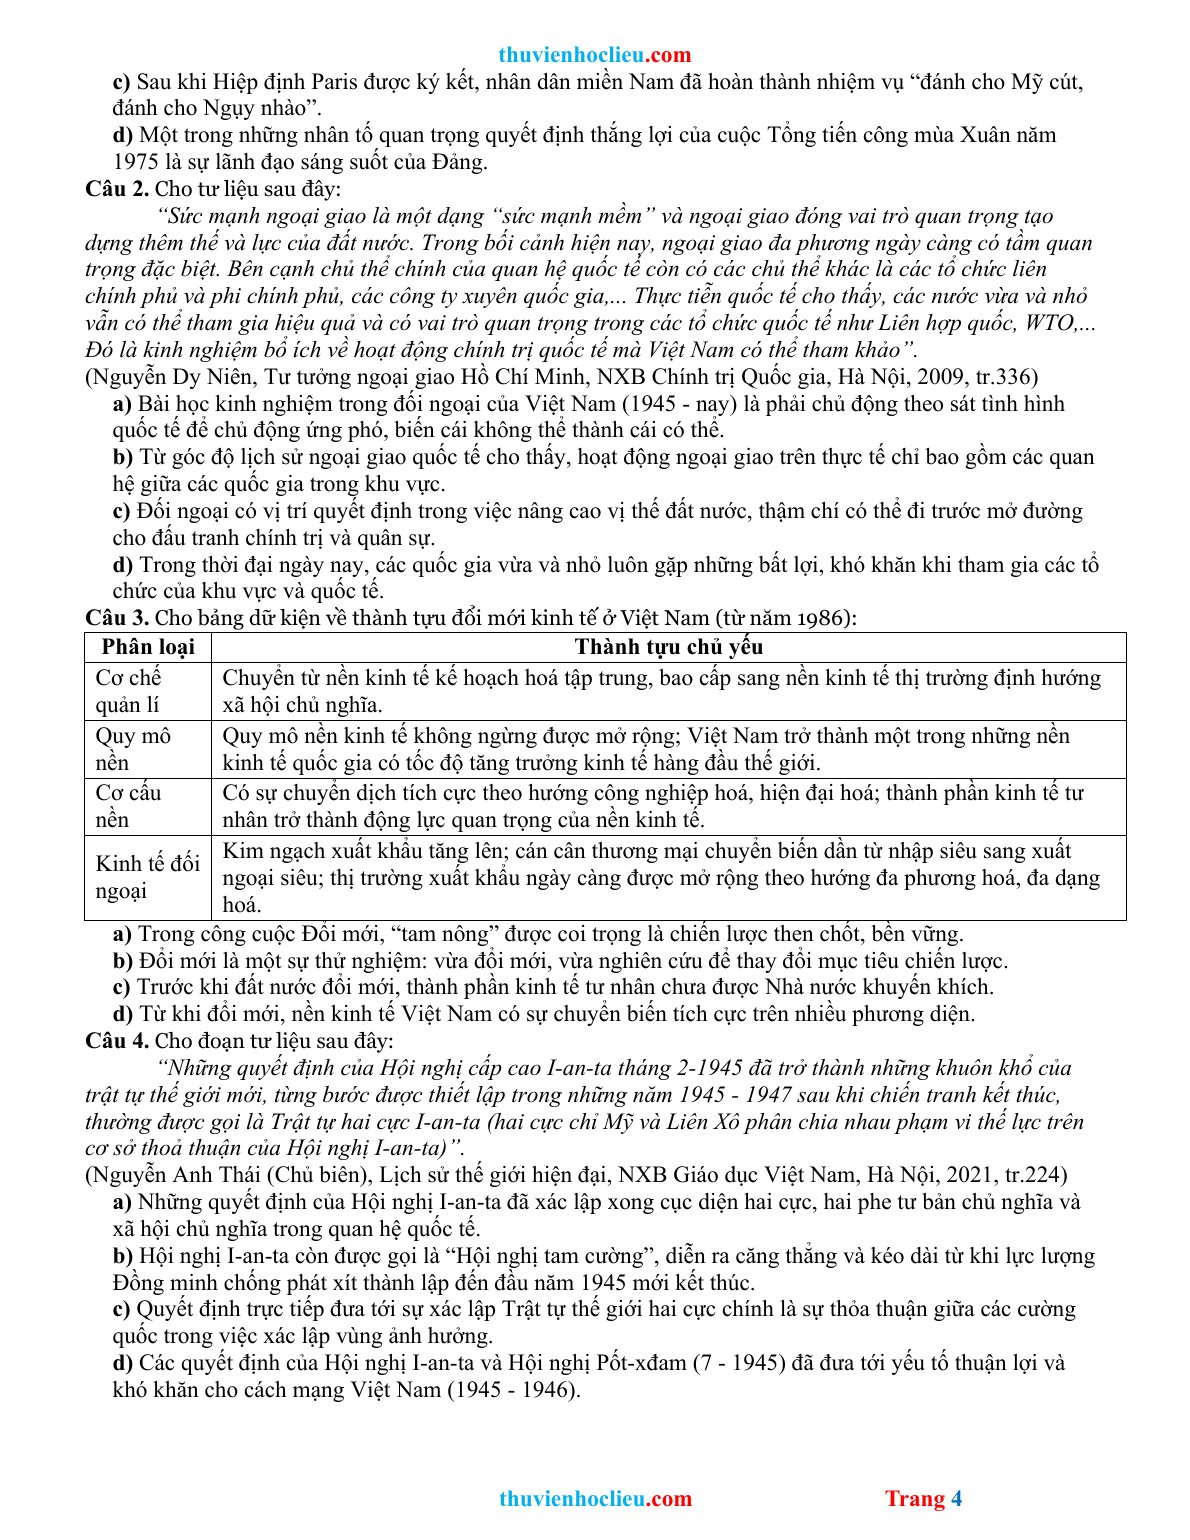 thuvienhoclieu.com
c) Sau khi Hiệp định Paris được ký kết, nhân dân miền Nam đã hoàn thành nhiệm vụ “đánh cho Mỹ cút,
đánh cho Ngụy nhào”.
d) Một trong những nhân tố quan trọng quyết định thắng lợi của cuộc Tổng tiến công mùa Xuân năm
1975 là sự lãnh đạo sáng suốt của Đảng.
Câu 2. Cho tư liệu sau đây:
“Sức mạnh ngoại giao là một dạng “sức mạnh mềm” và ngoại giao đóng vai trò quan trọng tạo
dựng thêm thế và lực của đất nước. Trong bối cảnh hiện nay, ngoại giao đa phương ngày càng có tầm quan
trọng đặc biệt. Bên cạnh chủ thể chính của quan hệ quốc tế còn có các chủ thể khác là các tổ chức liên
chính phủ và phi chính phủ, các công ty xuyên quốc gia,... Thực tiễn quốc tế cho thấy, các nước vừa và nhỏ
vẫn có thể tham gia hiệu quả và có vai trò quan trọng trong các tổ chức quốc tế như Liên hợp quốc, WTO,...
Đó là kinh nghiệm bổ ích về hoạt động chính trị quốc tế mà Việt Nam có thể tham khảo”.
(Nguyễn Dy Niên, Tư tưởng ngoại giao Hồ Chí Minh, NXB Chính trị Quốc gia, Hà Nội, 2009, tr.336)
a) Bài học kinh nghiệm trong đối ngoại của Việt Nam (1945 - nay) là phải chủ động theo sát tình hình
quốc tế để chủ động ứng phó, biến cái không thể thành cái có thể.
b) Từ góc độ lịch sử ngoại giao quốc tế cho thấy, hoạt động ngoại giao trên thực tế chỉ bao gồm các quan
hệ giữa các quốc gia trong khu vực.
c) Đối ngoại có vị trí quyết định trong việc nâng cao vị thế đất nước, thậm chí có thể đi trước mở đường
cho đấu tranh chính trị và quân sự.
d) Trong thời đại ngày nay, các quốc gia vừa và nhỏ luôn gặp những bất lợi, khó khăn khi tham gia các tổ
chức của khu vực và quốc tế.
Câu 3. Cho bảng dữ kiện về thành tựu đổi mới kinh tế ở Việt Nam (từ năm 1986):
Phân loại Thành tựu chủ yếu
Cơ chế Chuyển từ nền kinh tế kế hoạch hoá tập trung, bao cấp sang nền kinh tế thị trường định hướng
quản lí xã hội chủ nghĩa.
Quy mô Quy mô nền kinh tế không ngừng được mở rộng; Việt Nam trở thành một trong những nền
nền kinh tế quốc gia có tốc độ tăng trưởng kinh tế hàng đầu thế giới.
Cơ cấu Có sự chuyển dịch tích cực theo hướng công nghiệp hoá, hiện đại hoá; thành phần kinh tế tư
nền nhân trở thành động lực quan trọng của nền kinh tế.
Kinh tế đối
ngoại
Kim ngạch xuất khẩu tăng lên; cán cân thương mại chuyển biến dần từ nhập siêu sang xuất
ngoại siêu; thị trường xuất khẩu ngày càng được mở rộng theo hướng đa phương hoá, đa dạng
hoá.
a) Trong công cuộc Đổi mới, “tam nông” được coi trọng là chiến lược then chốt, bền vững.
b) Đổi mới là một sự thử nghiệm: vừa đổi mới, vừa nghiên cứu để thay đổi mục tiêu chiến lược.
c) Trước khi đất nước đổi mới, thành phần kinh tế tư nhân chưa được Nhà nước khuyến khích.
d) Từ khi đổi mới, nền kinh tế Việt Nam có sự chuyển biến tích cực trên nhiều phương diện.
Câu 4. Cho đoạn tư liệu sau đây:
“Những quyết định của Hội nghị cấp cao I-an-ta tháng 2-1945 đã trở thành những khuôn khổ của
trật tự thế giới mới, từng bước được thiết lập trong những năm 1945 - 1947 sau khi chiến tranh kết thúc,
thường được gọi là Trật tự hai cực I-an-ta (hai cực chỉ Mỹ và Liên Xô phân chia nhau phạm vi thế lực trên
cơ sở thoả thuận của Hội nghị I-an-ta)”.
(Nguyễn Anh Thái (Chủ biên), Lịch sử thế giới hiện đại, NXB Giáo dục Việt Nam, Hà Nội, 2021, tr.224)
a) Những quyết định của Hội nghị I-an-ta đã xác lập xong cục diện hai cực, hai phe tư bản chủ nghĩa và
xã hội chủ nghĩa trong quan hệ quốc tế.
b) Hội nghị I-an-ta còn được gọi là “Hội nghị tam cường”, diễn ra căng thẳng và kéo dài từ khi lực lượng
Đồng minh chống phát xít thành lập đến đầu năm 1945 mới kết thúc.
c) Quyết định trực tiếp đưa tới sự xác lập Trật tự thế giới hai cực chính là sự thỏa thuận giữa các cường
quốc trong việc xác lập vùng ảnh hưởng.
d) Các quyết định của Hội nghị I-an-ta và Hội nghị Pốt-xđam (7 - 1945) đã đưa tới yếu tố thuận lợi và
khó khăn cho cách mạng Việt Nam (1945 - 1946).
thuvienhoclieu.com Trang 4